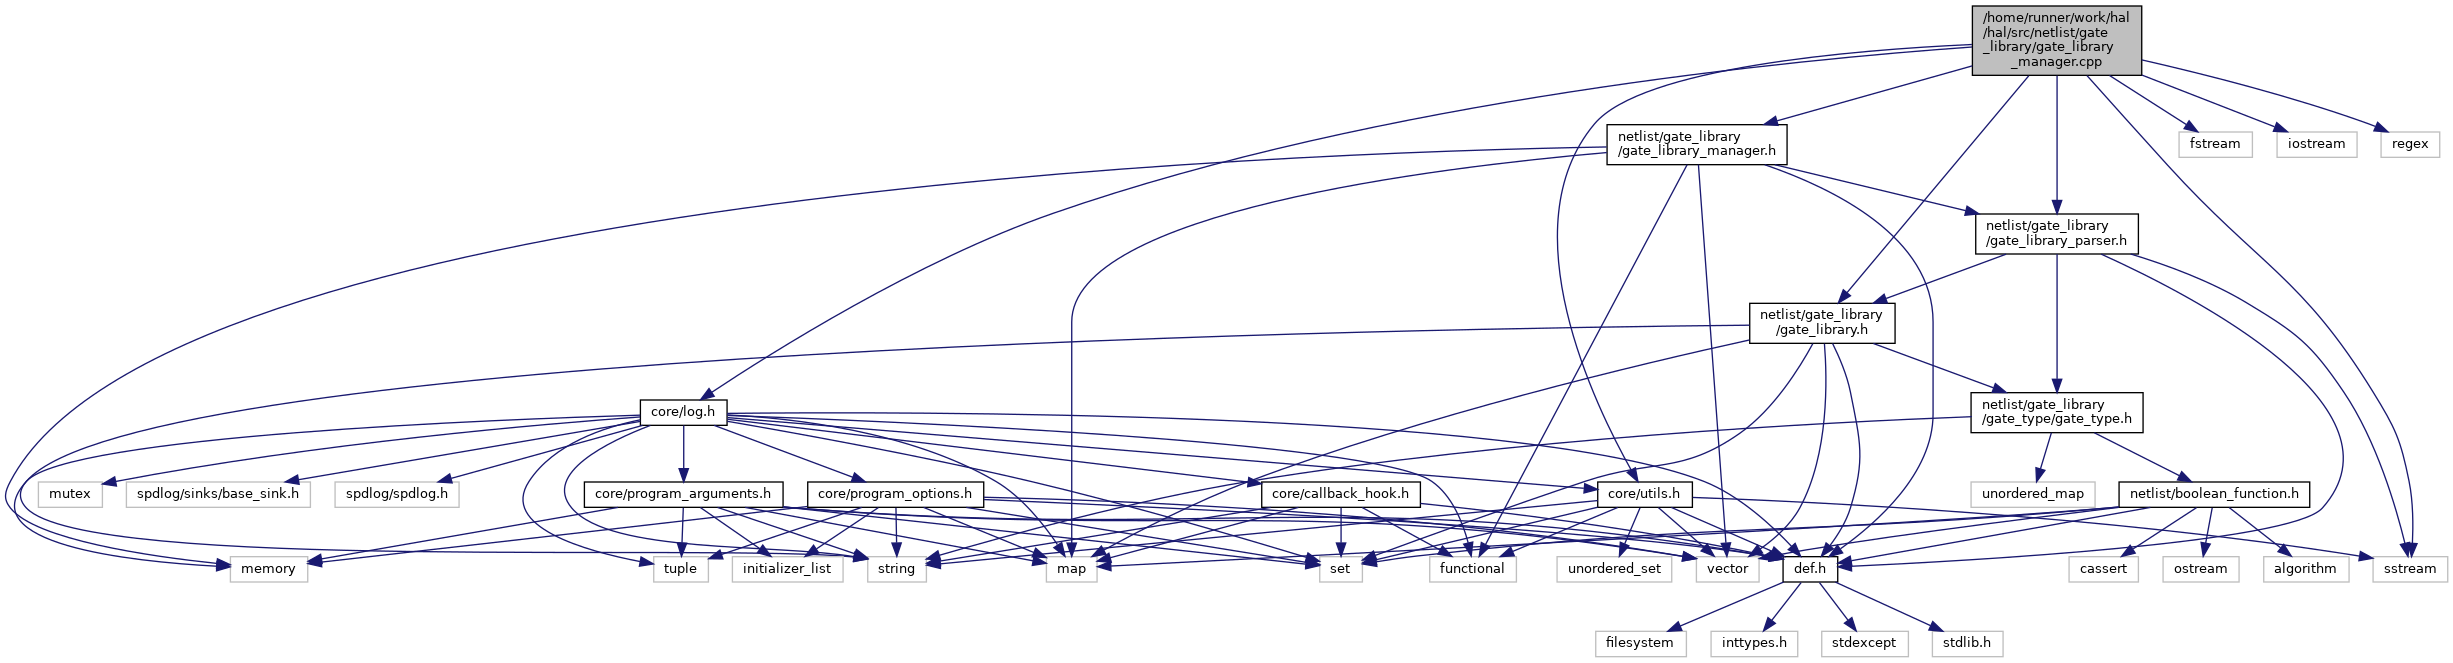 /home/runner/work/hal
/hal/src/netlist/gate
_library/gate_library
_manager.cpp
netlist/gate_library
/gate_library_manager.h
fstream
iostream
regex
netlist/gate_library
/gate_library_parser.h
netlist/gate_library
/gate_library.h
core/log.h
netlist/gate_library
/gate_type/gate_type.h
mutex
spdlog/sinks/base_sink.h
spdlog/spdlog.h
core/program_arguments.h
core/program_options.h
core/callback_hook.h
core/utils.h
unordered_map
netlist/boolean_function.h
memory
tuple
initializer_list
string
map
set
functional
unordered_set
vector
def.h
cassert
ostream
algorithm
sstream
filesystem
inttypes.h
stdexcept
stdlib.h